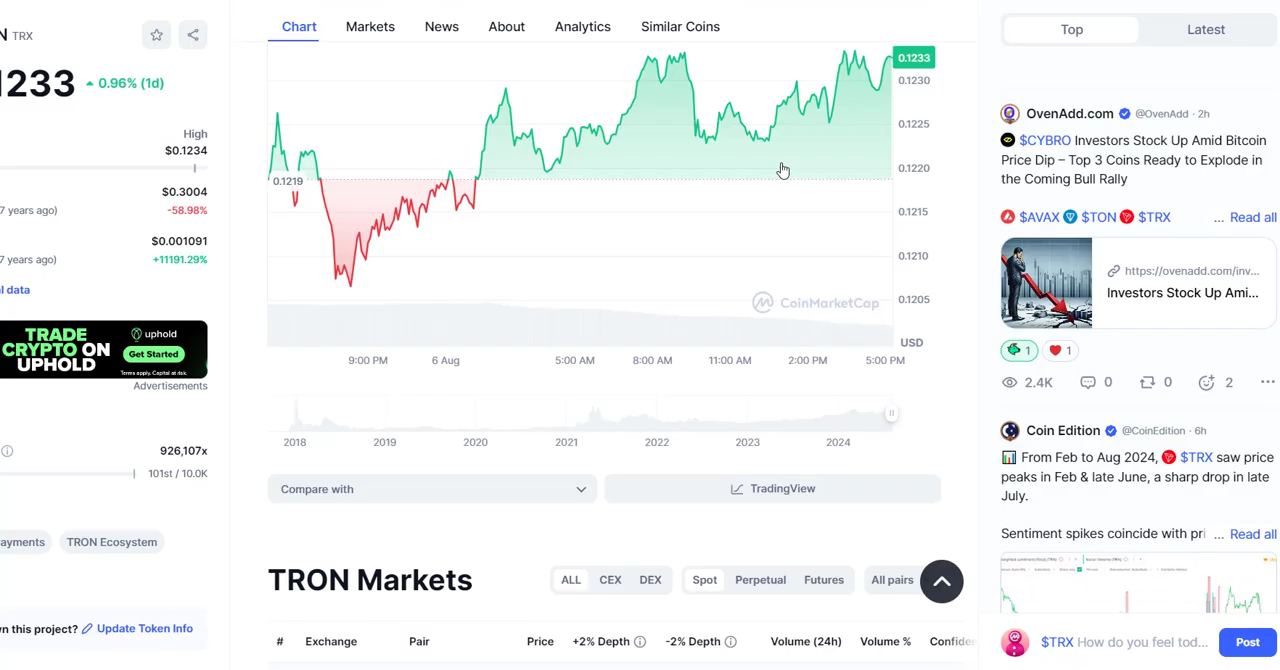 N TRX
.1233 0.96% (1d)
High
$0.1234
$0.3004
7 years ago) -58.98%
$0.001091
7 years ago) +11191.29%
l data
TRADE
CRYPTO ON
UPHOLD
uphold
Get Started
Terms apply. Capital at risk.
Advertisements
926,107x
101st / 10.0K
ayments TRON Ecosystem
n this project? Update Token Info
Chart Markets News About Analytics Similar Coins
0.1233
0.1230
0.1225
0.1220
0.1219
0.1215
0.1210
0.1205
CoinMarketCap
USD
9:00 PM 6 Aug 5:00 AM 8:00 AM 11:00 AM 2:00 PM 5:00 PM
2018 2019 2020 2021 2022 2023 2024
Compare with TradingView
TRON Markets ALL CEX DEX Spot Perpetual Futures All pairs
# Exchange Pair Price +2% Depth -2% Depth Volume (24h) Volume % Confide
Top Latest
OvenAdd.com @OvenAdd · 2h
$CYBRO Investors Stock Up Amid Bitcoin
Price Dip – Top 3 Coins Ready to Explode in
the Coming Bull Rally
$AVAX $TON $TRX ... Read all
https://ovenadd.com/inv...
Investors Stock Up Ami...
1 1
2.4K 0 0 2
Coin Edition @CoinEdition · 6h
From Feb to Aug 2024, $TRX saw price
peaks in Feb & late June, a sharp drop in late
July.
Sentiment spikes coincide with pri ... Read all
$TRX How do you feel tod... Post